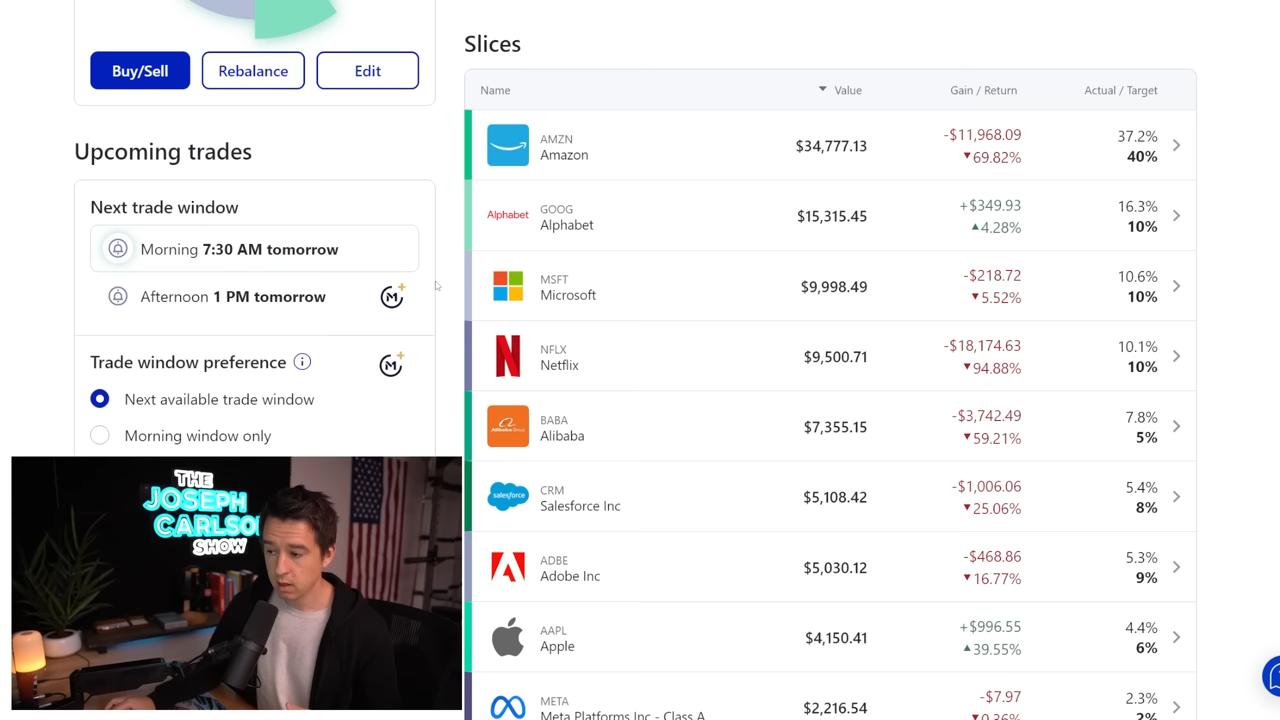 Buy/Sell
Rebalance
Edit
Upcoming trades
Next trade window
Morning 7:30 AM tomorrow
Afternoon 1 PM tomorrow
Trade window preference
Next available trade window
Morning window only
THE
JOSEPH
CARLSO
SHOW
Slices
Name Value Gain / Return Actual / Target
AMZN
Amazon
$34,777.13
-$11,968.09
69.82%
37.2%
40%
Alphabet
GOOG
Alphabet
$15,315.45
+$349.93
4.28%
16.3%
10%
MSFT
Microsoft
$9,998.49
-$218.72
5.52%
10.6%
10%
NFLX
Netflix
$9,500.71
-$18,174.63
94.88%
10.1%
10%
BABA
Alibaba
$7,355.15
-$3,742.49
59.21%
7.8%
5%
salesforce
CRM
Salesforce Inc
$5,108.42
-$1,006.06
25.06%
5.4%
8%
ADBE
Adobe Inc
$5,030.12
-$468.86
16.77%
5.3%
9%
AAPL
Apple
$4,150.41
+$996.55
39.55%
4.4%
6%
META
Meta Platforms Inc - Class A
$2,216.54
-$7.97
0.36%
2.3%
2%